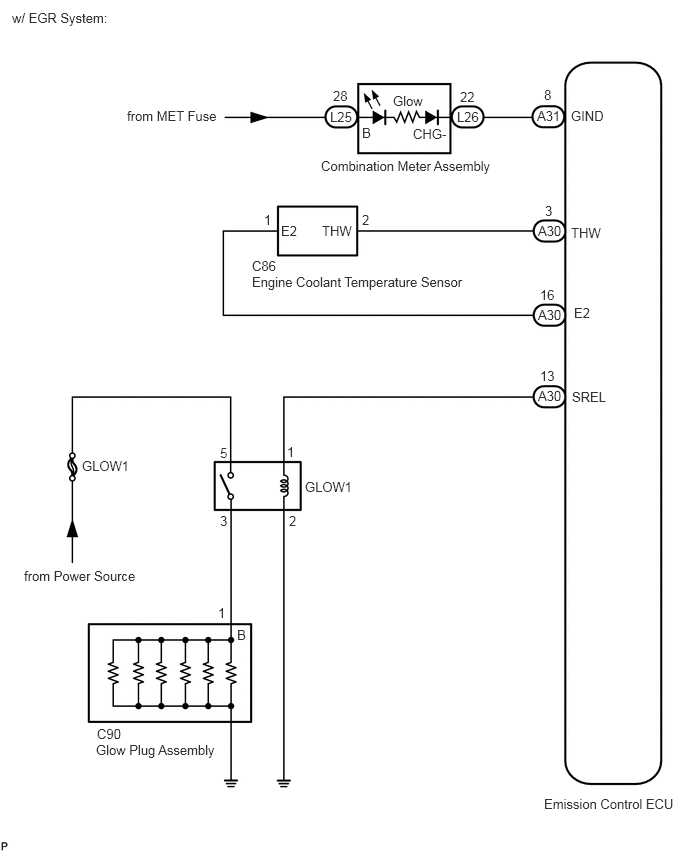 w/ EGR System:
28
Glow
22
8
from MET Fuse
L25
L26
A31
GIND
B
CHG-
Combination Meter Assembly
1
2
3
E2
THW
A30
THW
C86
Engine Coolant Temperature Sensor
16
A30
E2
13
A30
SREL
5
1
GLOW1
GLOW1
3
2
from Power Source
1
B
C90
Glow Plug Assembly
Emission Control ECU
P